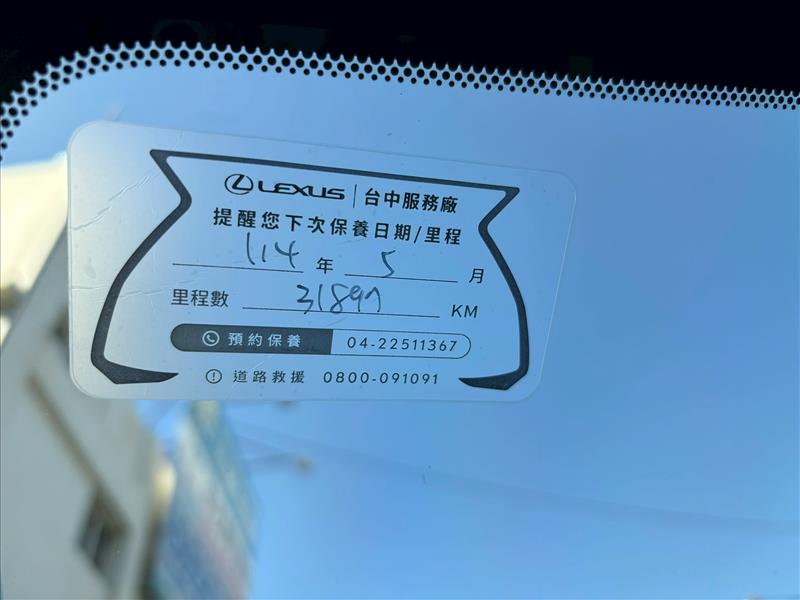 LEXUS | 台中服務廠
提醒您下次保養日期/里程
114 年 5 月
里程數 31897 KM
預約保養 04-22511367
道路救援 0800-091091